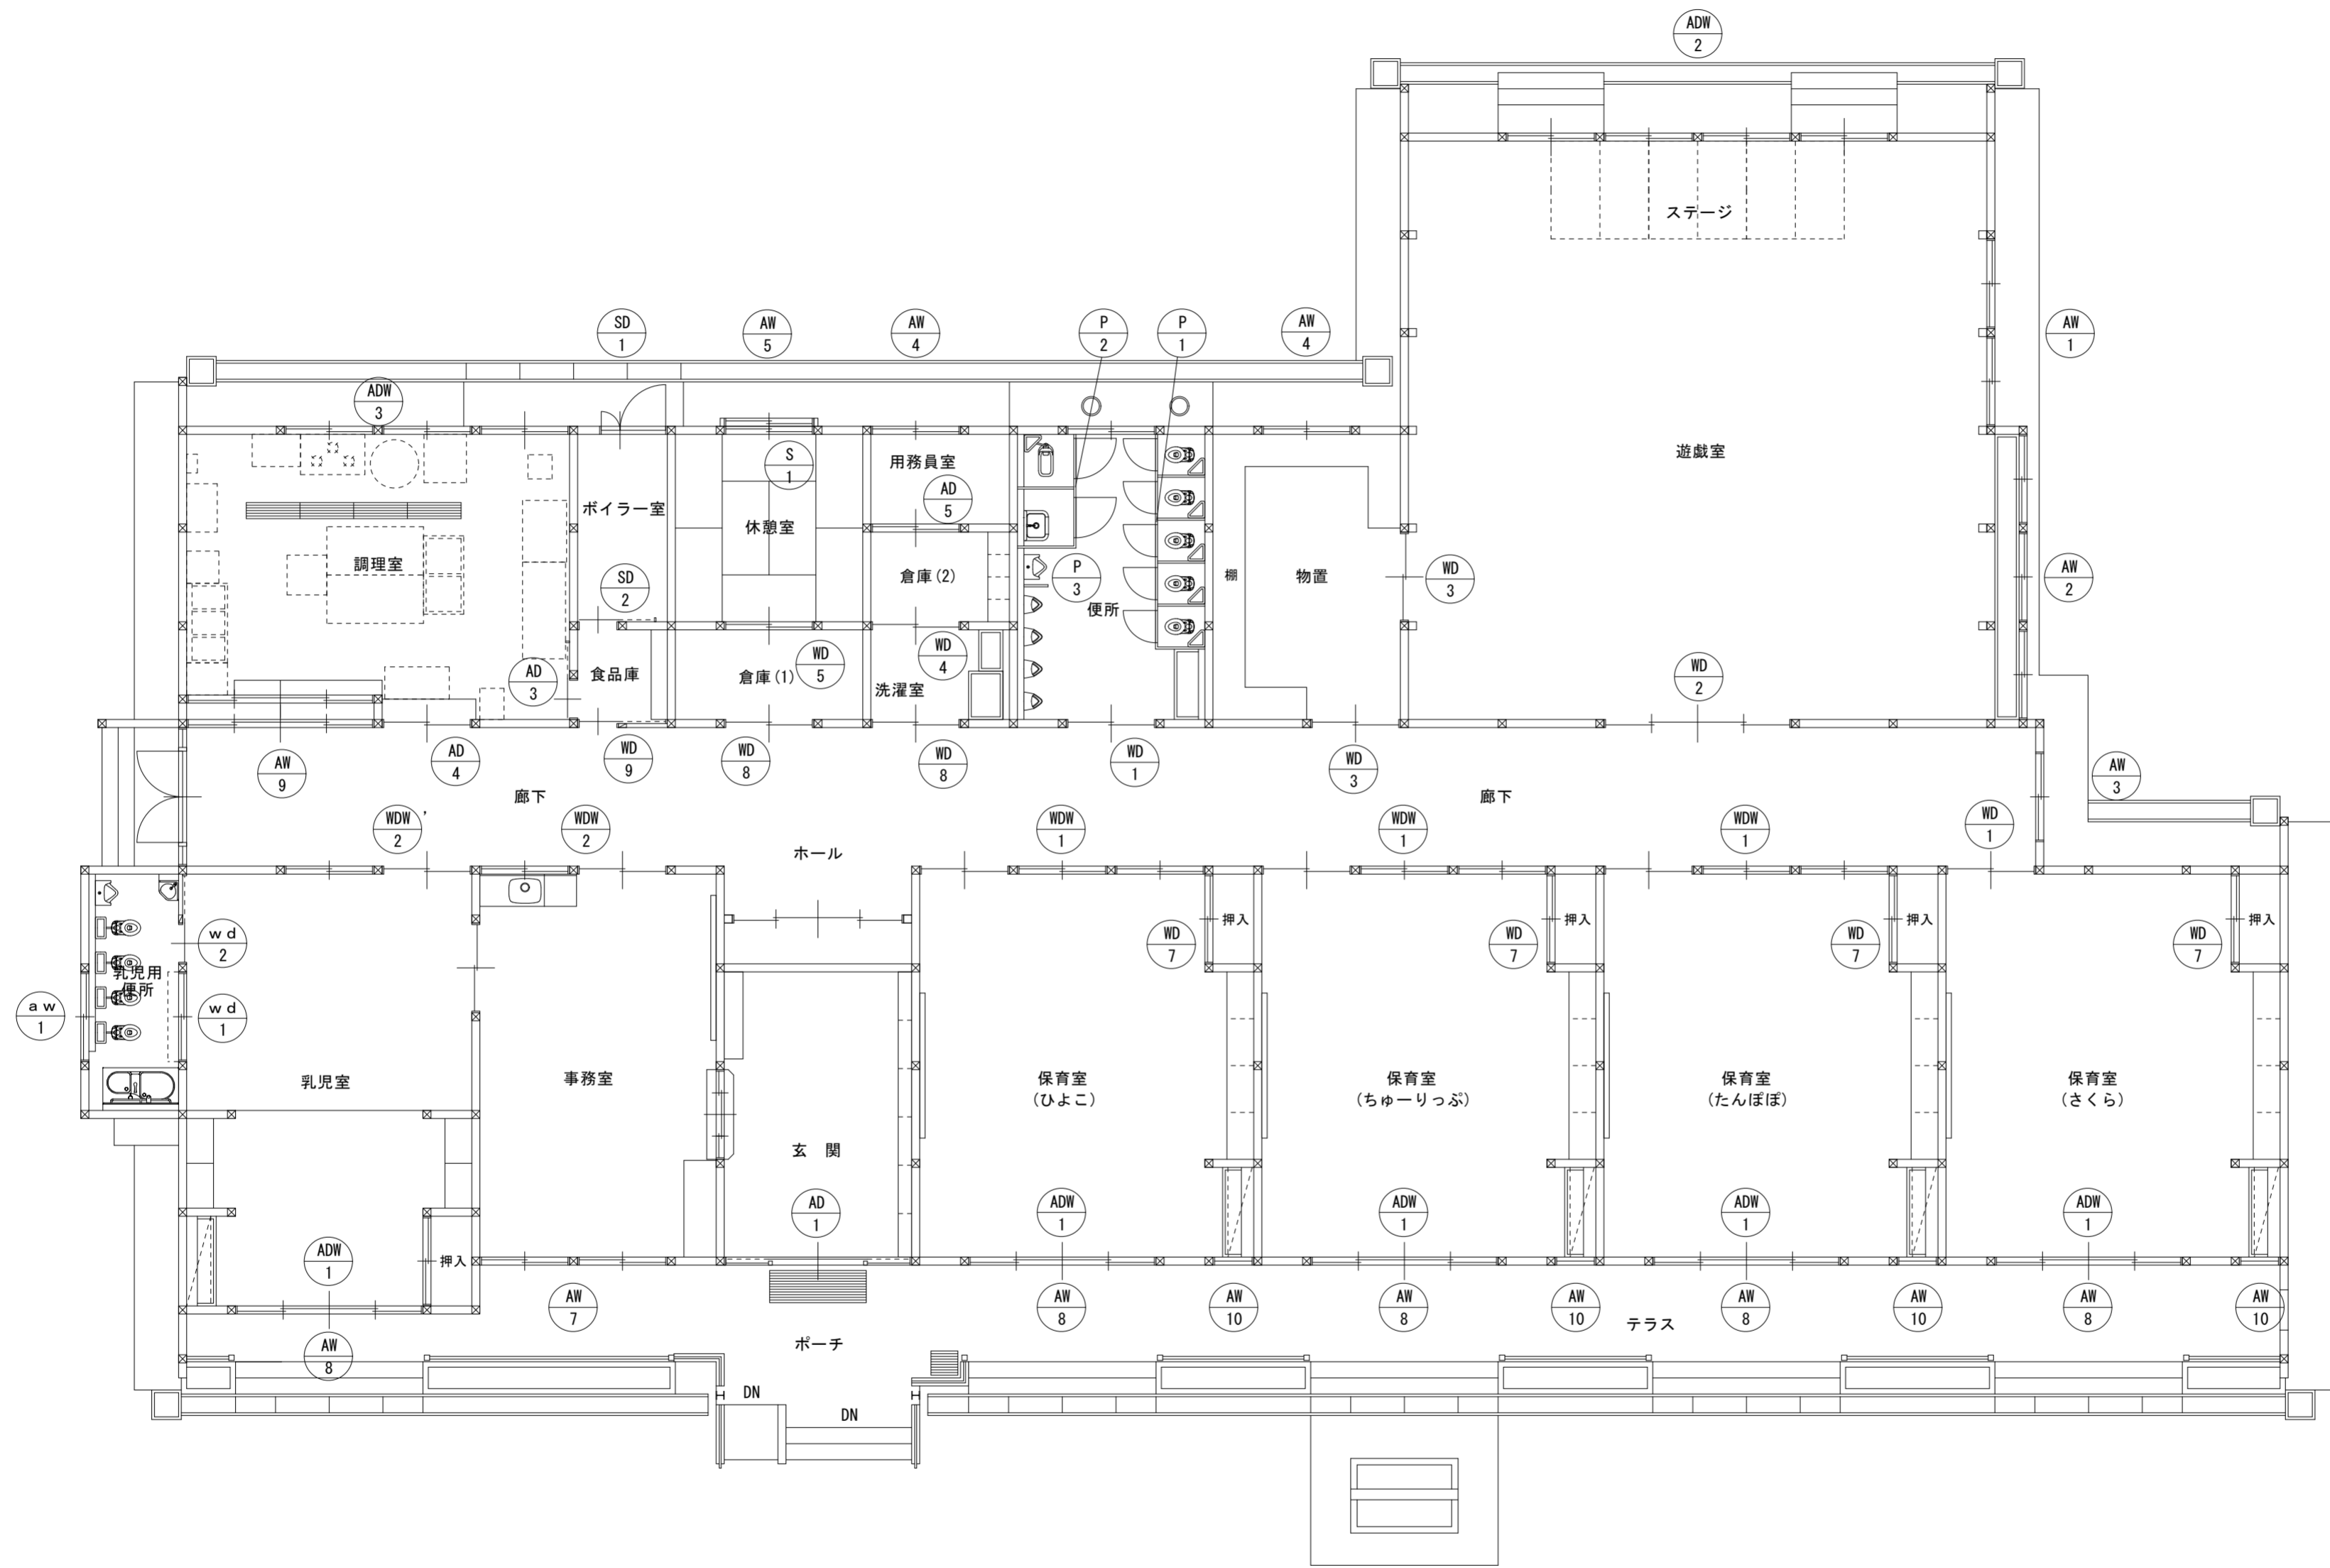 ADW
2
ステージ
SD
1
AW
5
AW
4
P
2
P
1
AW
4
AW
1
ADW
3
用務員室
S
1
遊戯室
AD
5
ボイラー室
休憩室
調理室
倉庫(2)
SD
2
P
3
便所
棚
物置
WD
3
AW
2
WD
5
WD
4
AD
3
食品庫
倉庫(1)
洗濯室
WD
2
AW
9
AD
4
WD
9
WD
8
WD
8
WD
1
WD
3
AW
3
廊下
廊下
WDW
2
'
WDW
2
WDW
1
WDW
1
WDW
1
WD
1
ホール
押入
押入
押入
押入
wd
2
WD
7
WD
7
WD
7
WD
7
乳児用
便所
aw
1
wd
1
乳児室
事務室
保育室
(ひよこ)
保育室
(ちゅーりっぷ)
保育室
(たんぽぽ)
保育室
(さくら)
玄 関
AD
1
ADW
1
ADW
1
ADW
1
ADW
1
ADW
1
押入
AW
7
AW
8
AW
10
AW
8
AW
10
AW
8
AW
10
AW
8
AW
10
テラス
ポーチ
AW
8
DN
DN